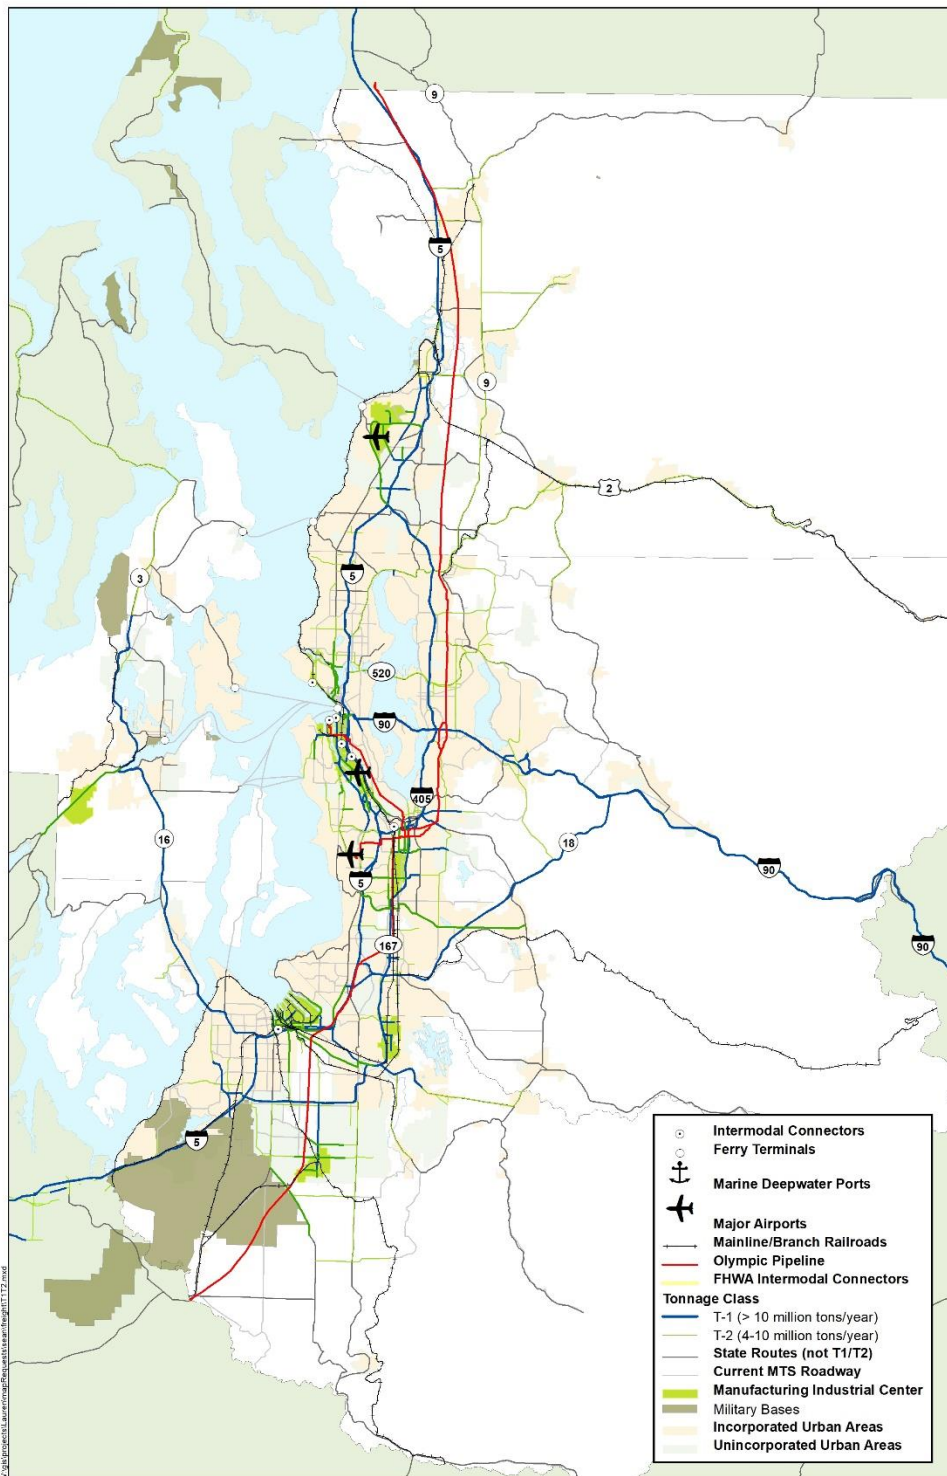 9
5
9
2
5
3
520
90
405
16
18
5
90
90
167
5
Intermodal Connectors
Ferry Terminals
Marine Deepwater Ports
Major Airports
Mainline/Branch Railroads
Olympic Pipeline
FHWA Intermodal Connectors
Tonnage Class
T-1 (> 10 million tons/year)
T-2 (4-10 million tons/year)
State Routes (not T1/T2)
Current MTS Roadway
Manufacturing Industrial Center
Military Bases
Incorporated Urban Areas
Unincorporated Urban Areas